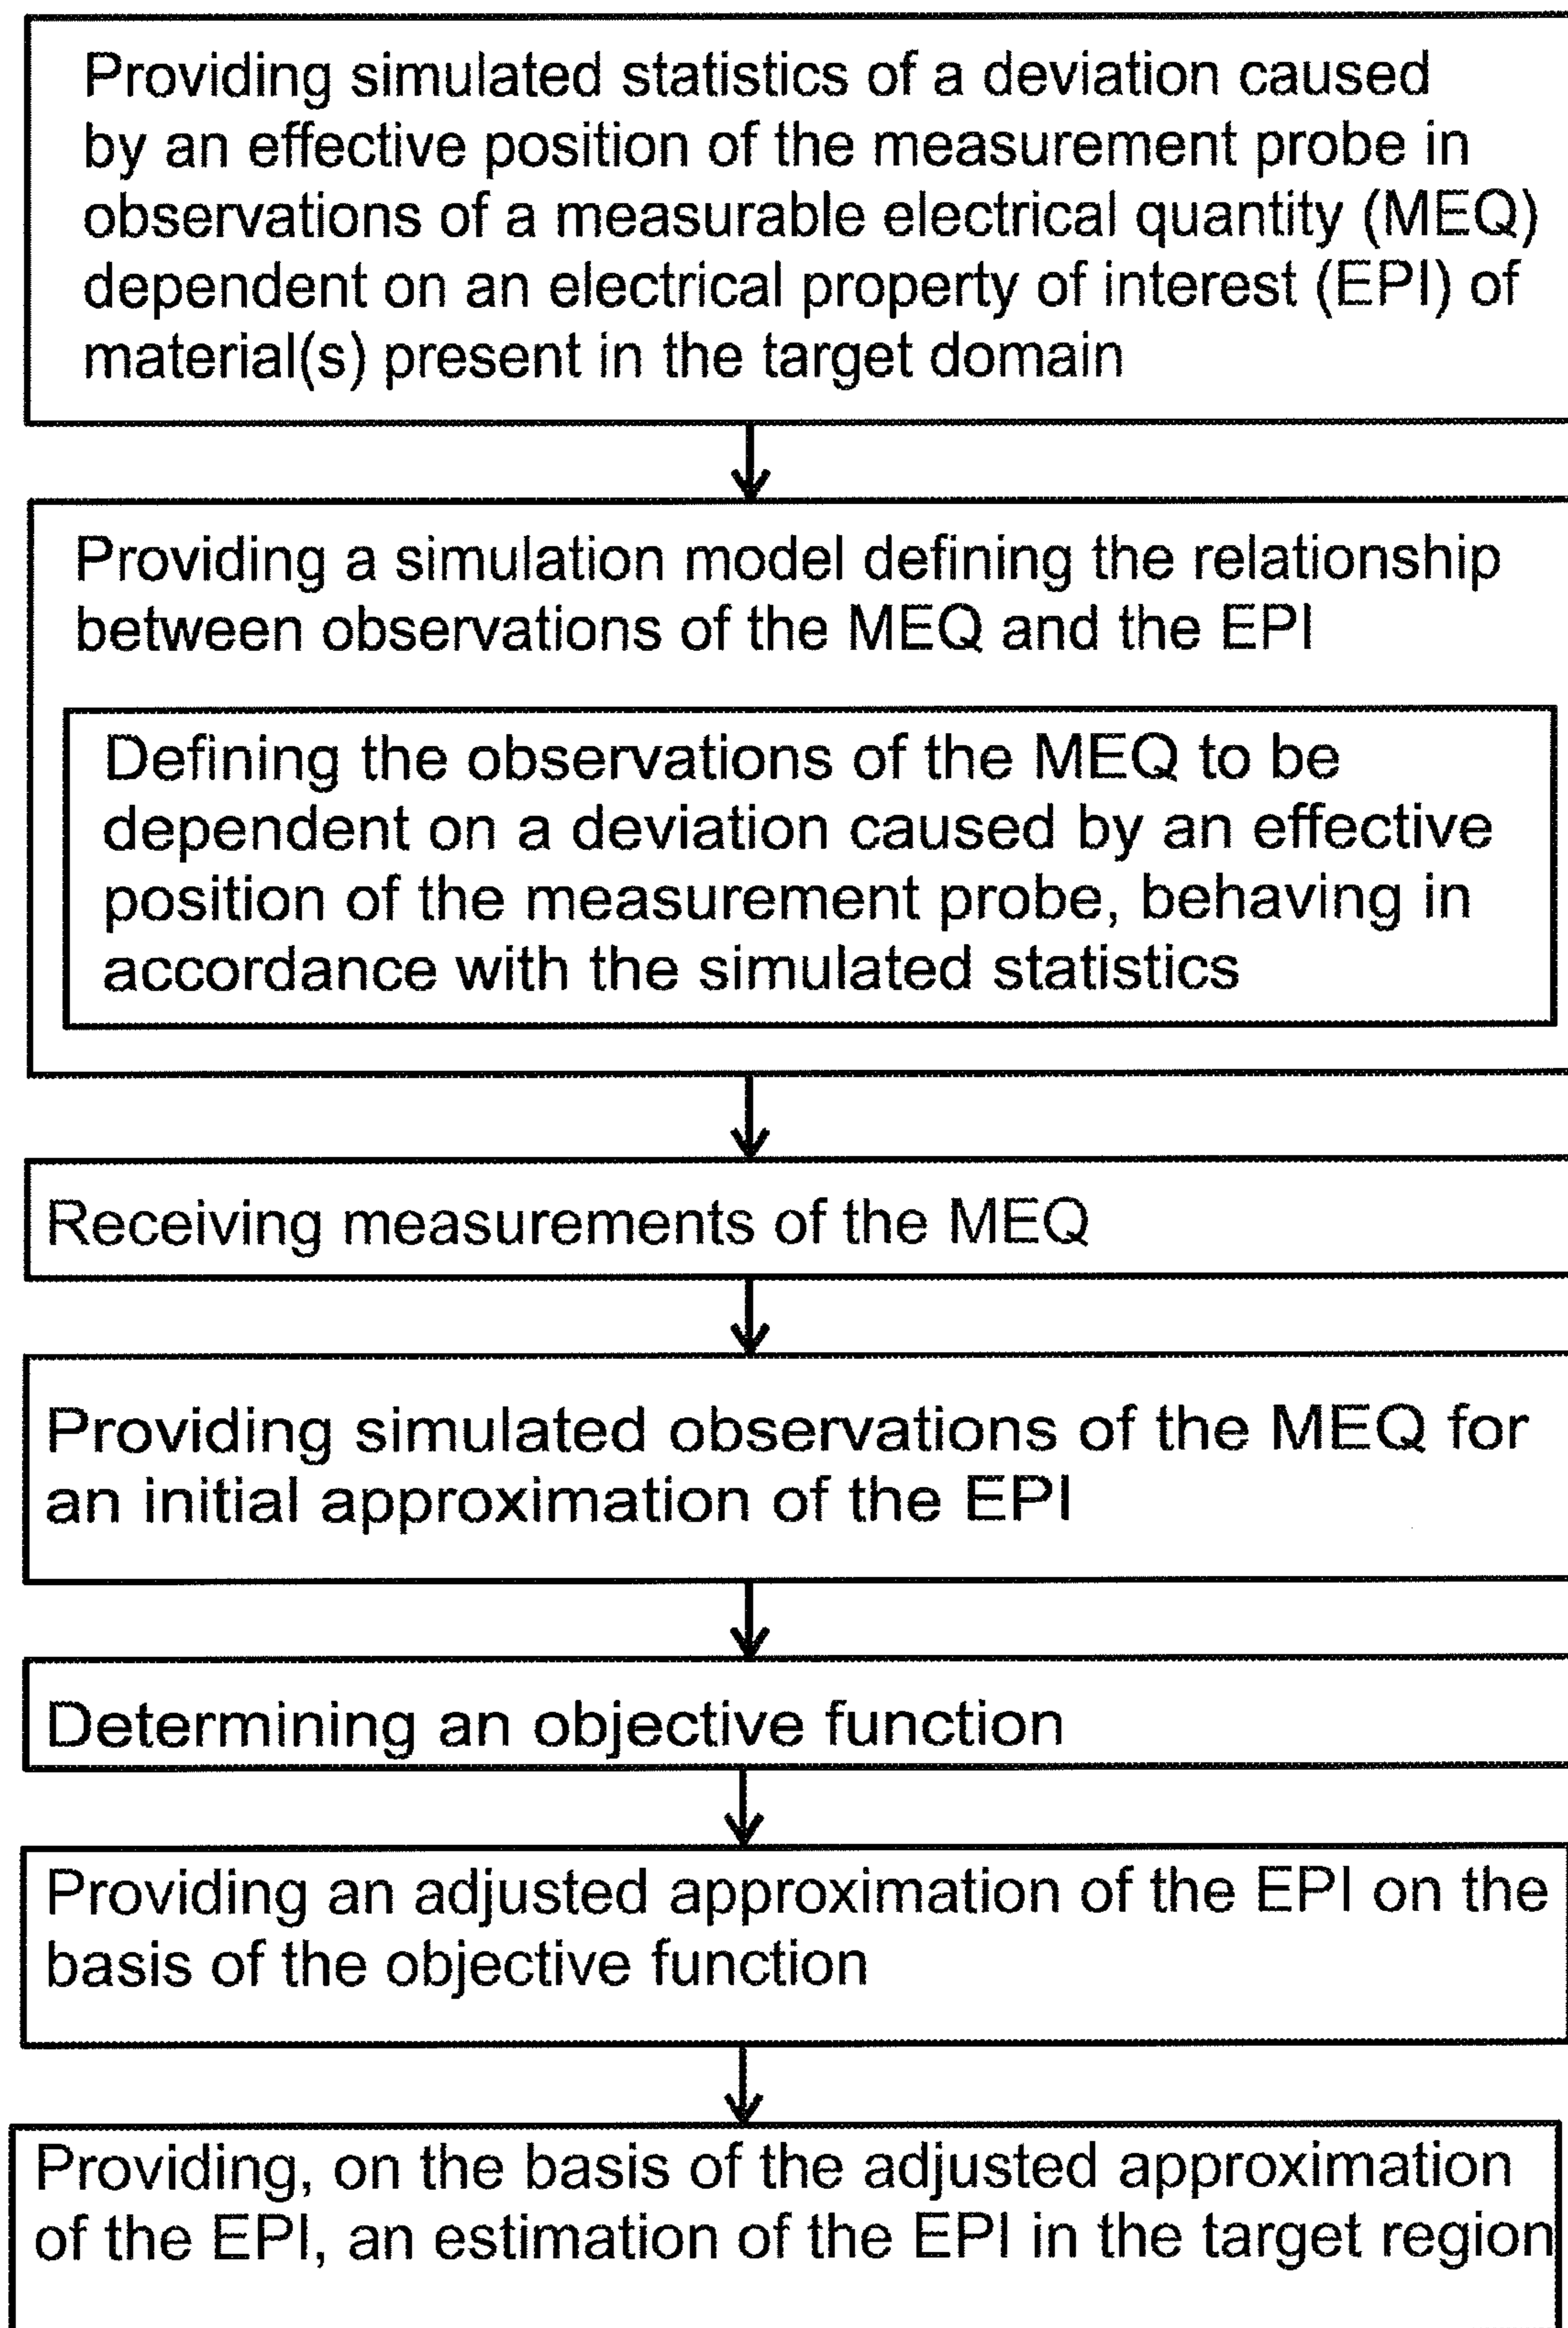 Providing simulated statistics of a deviation caused
by an effective position of the measurement probe in
observations of a measurable electrical quantity (MEQ)
dependent on an electrical property of interest (EPI) of
material(s) present in the target domain
Providing a simulation model defining the relationship
between observations of the MEQ and the EPI
Defining the observations of the MEQ to be
dependent on a deviation caused by an effective
position of the measurement probe, behaving in
accordance with the simulated statistics
Receiving measurements of the MEQ
Providing simulated observations of the MEQ for
an initial approximation of the EPI
Determining an objective function
Providing an adjusted approximation of the EPI on the
basis of the objective function
Providing, on the basis of the adjusted approximation
of the EPI, an estimation of the EPI in the target region